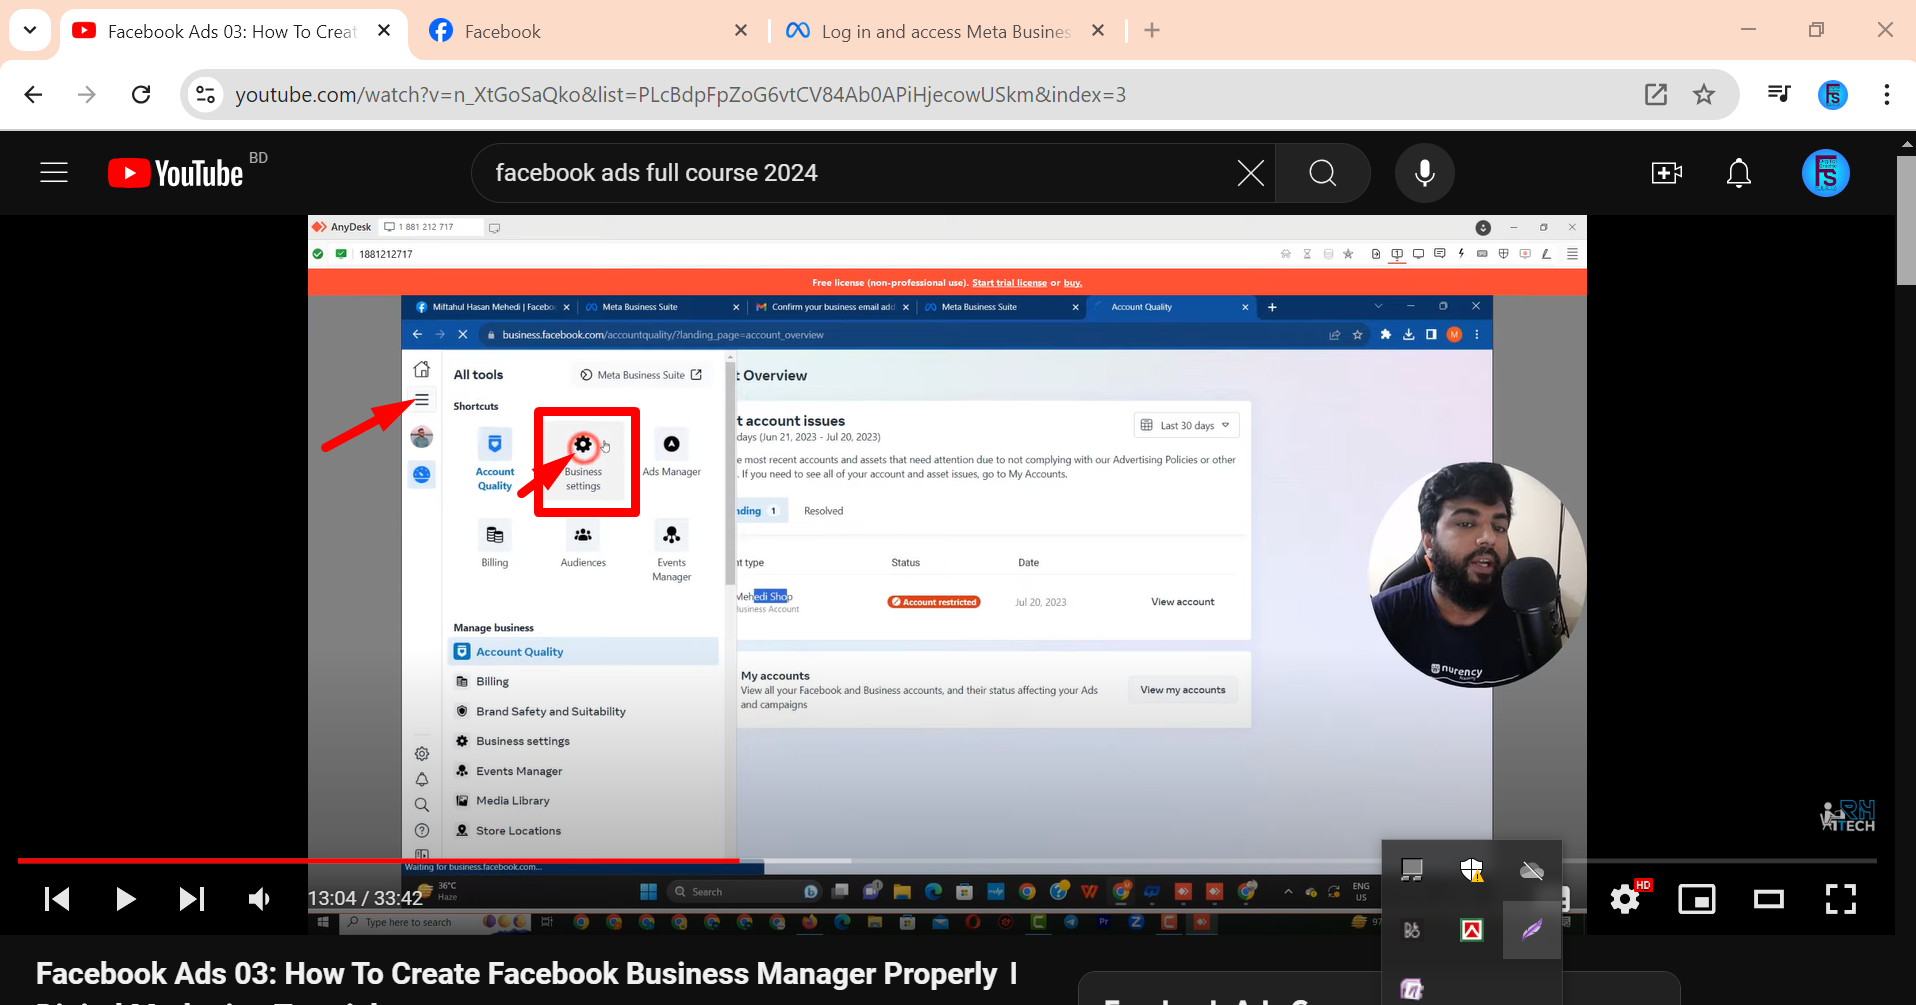 Facebook Ads 03: How To Creat
Facebook
Log in and access Meta Busines
youtube.com/watch?v=n_XtGoSaQko&list=PLcBdpFpZoG6vtCV84Ab0APiHjecowUSkm&index=3
YouTube BD
facebook ads full course 2024
AnyDesk 1 881 212 717
1881212717
Free license (non-professional use). Start trial license or buy.
Miftahul Hasan Mehedi | Faceboo
Meta Business Suite
Confirm your business email add
Meta Business Suite
Account Quality
business.facebook.com/accountquality/?landing_page=account_overview
M
All tools
Meta Business Suite
t Overview
Shortcuts
t account issues
days (Jun 21, 2023 - Jul 20, 2023)
Last 30 days
e most recent accounts and assets that need attention due to not complying with our Advertising Policies or other
. If you need to see all of your account and asset issues, go to My Accounts.
Account Quality
Business settings
Ads Manager
nding 1
Resolved
Billing
Audiences
Events Manager
nt type
Status
Date
Mehedi Shop
Business Account
Account restricted
Jul 20, 2023
View account
Manage business
Account Quality
Billing
Brand Safety and Suitability
Business settings
Events Manager
Media Library
Store Locations
My accounts
View all your Facebook and Business accounts, and their status affecting your Ads
and campaigns
View my accounts
nurency
RH
ITECH
Waiting for business.facebook.com...
13:04 / 33:42
36°C
Haze
Search
ENG
US
HD
Type here to search
Facebook Ads 03: How To Create Facebook Business Manager Properly I